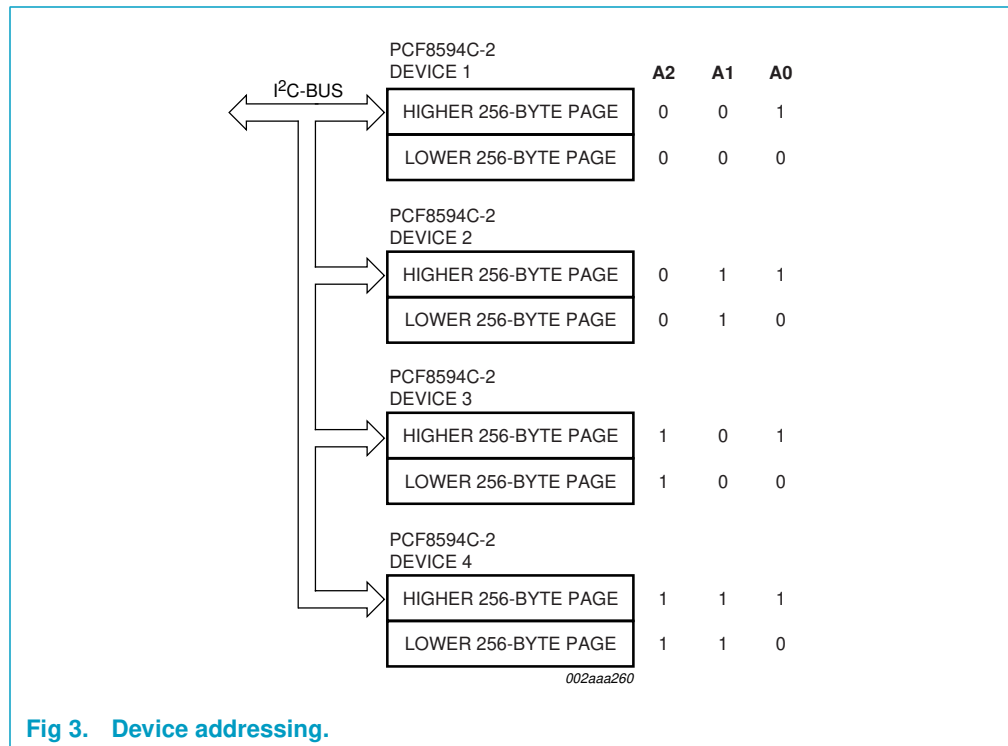 PCF8594C-2
DEVICE 1 A2 A1 A0
I2C-BUS
HIGHER 256-BYTE PAGE 0 0 1
LOWER 256-BYTE PAGE 0 0 0
PCF8594C-2
DEVICE 2
HIGHER 256-BYTE PAGE 0 1 1
LOWER 256-BYTE PAGE 0 1 0
PCF8594C-2
DEVICE 3
HIGHER 256-BYTE PAGE 1 0 1
LOWER 256-BYTE PAGE 1 0 0
PCF8594C-2
DEVICE 4
HIGHER 256-BYTE PAGE 1 1 1
LOWER 256-BYTE PAGE 1 1 0
002aaa260
Fig 3. Device addressing.